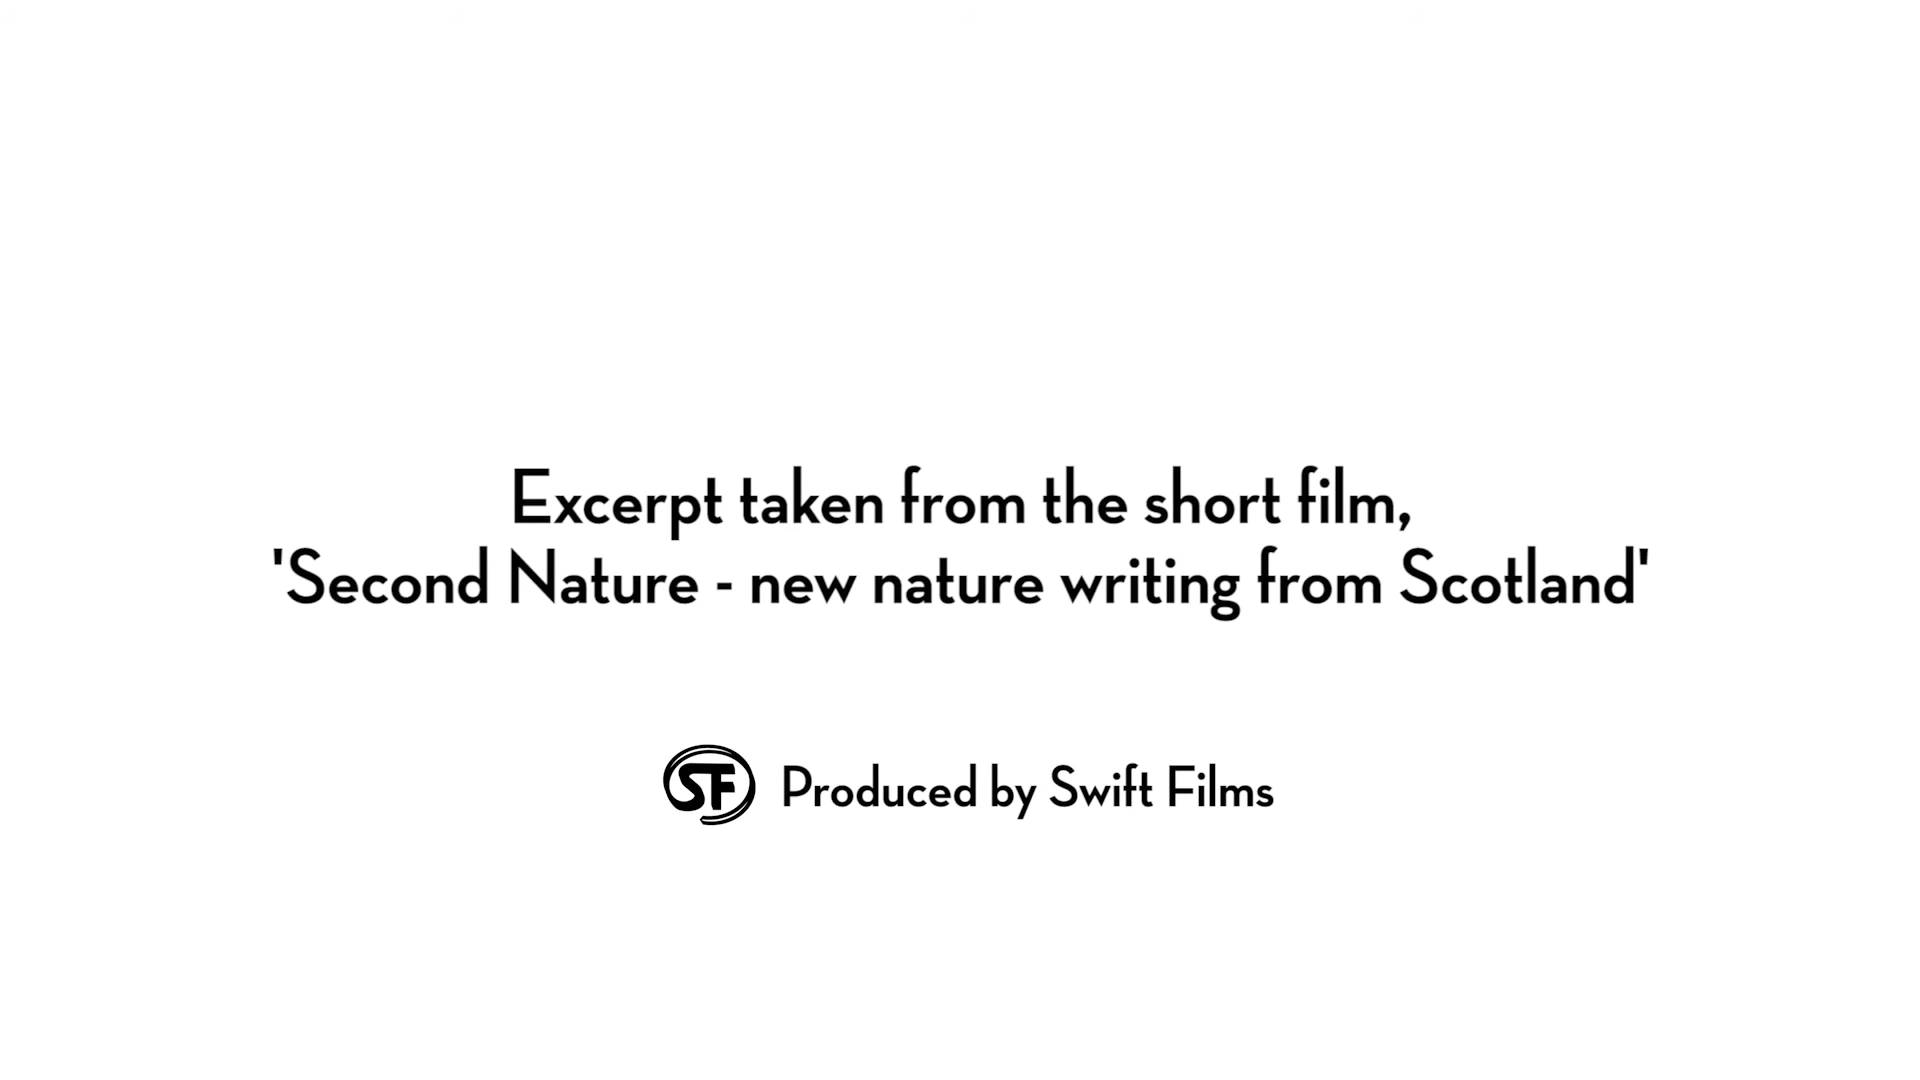 Excerpt taken from the short film,
'Second Nature - new nature writing from Scotland'
SF Produced by Swift Films